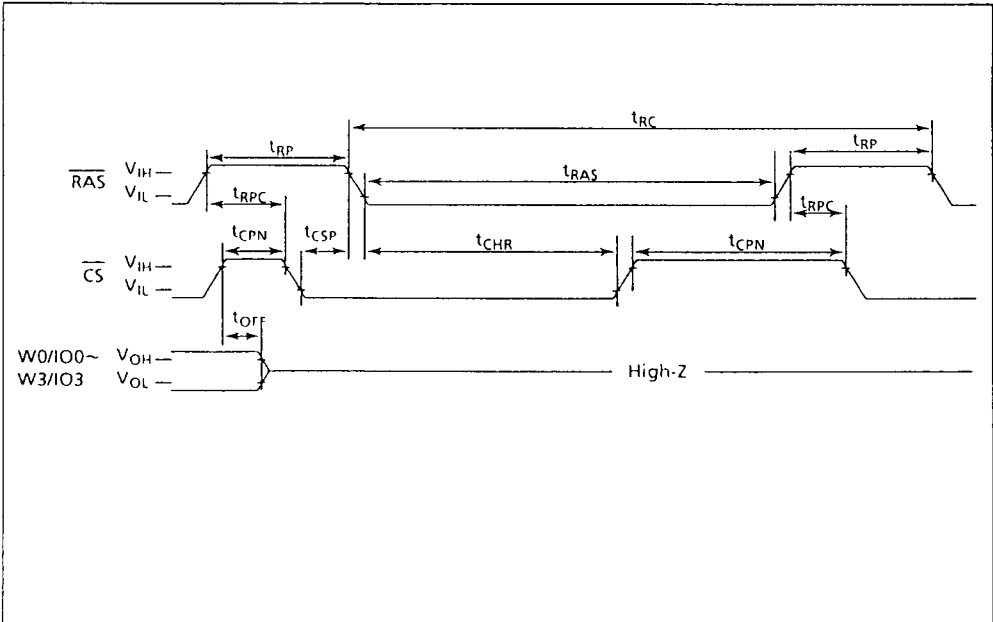 tRC
tRP
tRP
RAS
VIH
VIL
tRAS
tRPC
tRPC
tCPN
tCSP
tCHR
tCPN
CS
VIH
VIL
tOFF
W0/IO0~
W3/IO3
VOH
VOL
High-Z